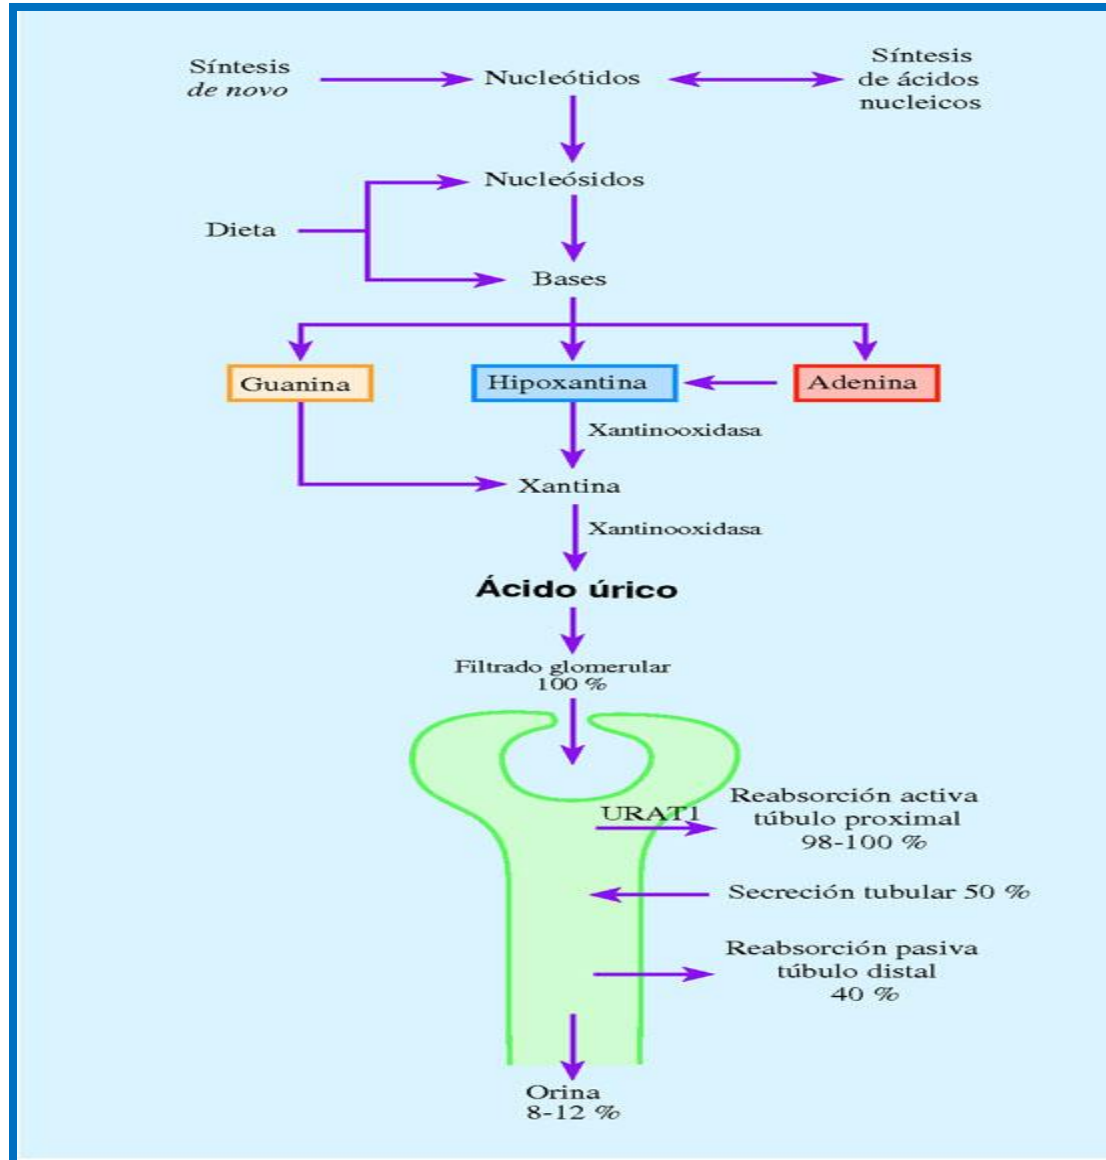 Síntesis
de novo
Nucleótidos
Síntesis
de ácidos
nucleicos
Nucleósidos
Dieta
Bases
Guanina
Hipoxantina
Adenina
Xantinooxidasa
Xantina
Xantinooxidasa
Ácido úrico
Filtrado glomerular
100 %
URAT1
Reabsorción activa
túbulo proximal
98-100 %
Secreción tubular 50 %
Reabsorción pasiva
túbulo distal
40 %
Orina
8-12 %